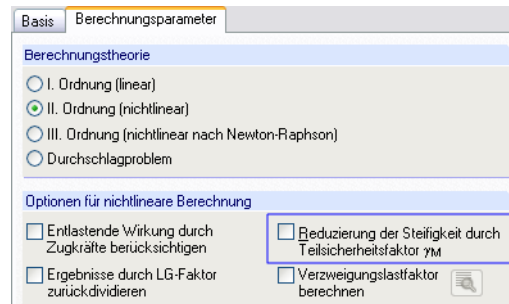 Basis Berechnungsparameter
Berechnungstheorie
I. Ordnung (linear)
II. Ordnung (nichtlinear)
III. Ordnung (nichtlinear nach Newton-Raphson)
Durchschlagproblem
Optionen für nichtlineare Berechnung
Entlastende Wirkung durch
Zugkräfte berücksichtigen
Reduzierung der Steifigkeit durch
Teilsicherheitsfaktor γM
Ergebnisse durch LG-Faktor
zurückdividieren
Verzweigungslastfaktor
berechnen